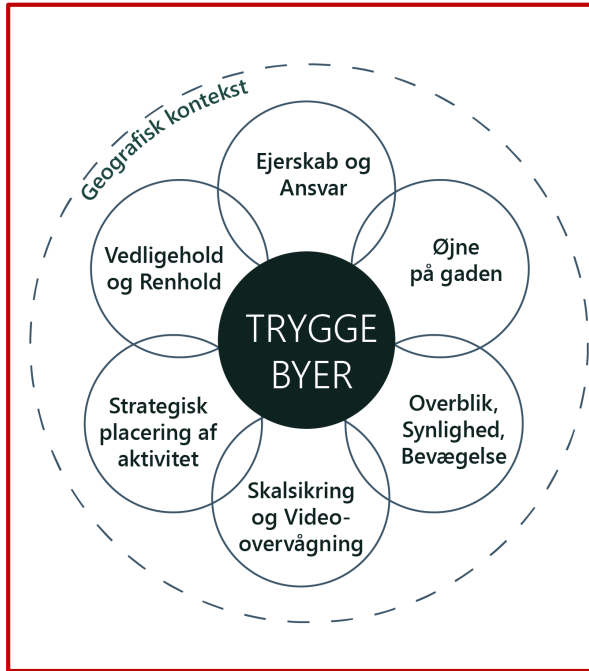 Geografisk kontekst
Ejerskab og
Ansvar
Øjne
på gaden
Overblik,
Synlighed,
Bevægelse
Skalsikring
og Video-
overvågning
Strategisk
placering af
aktivitet
Vedligehold
og Renhold
TRYGGE
BYER